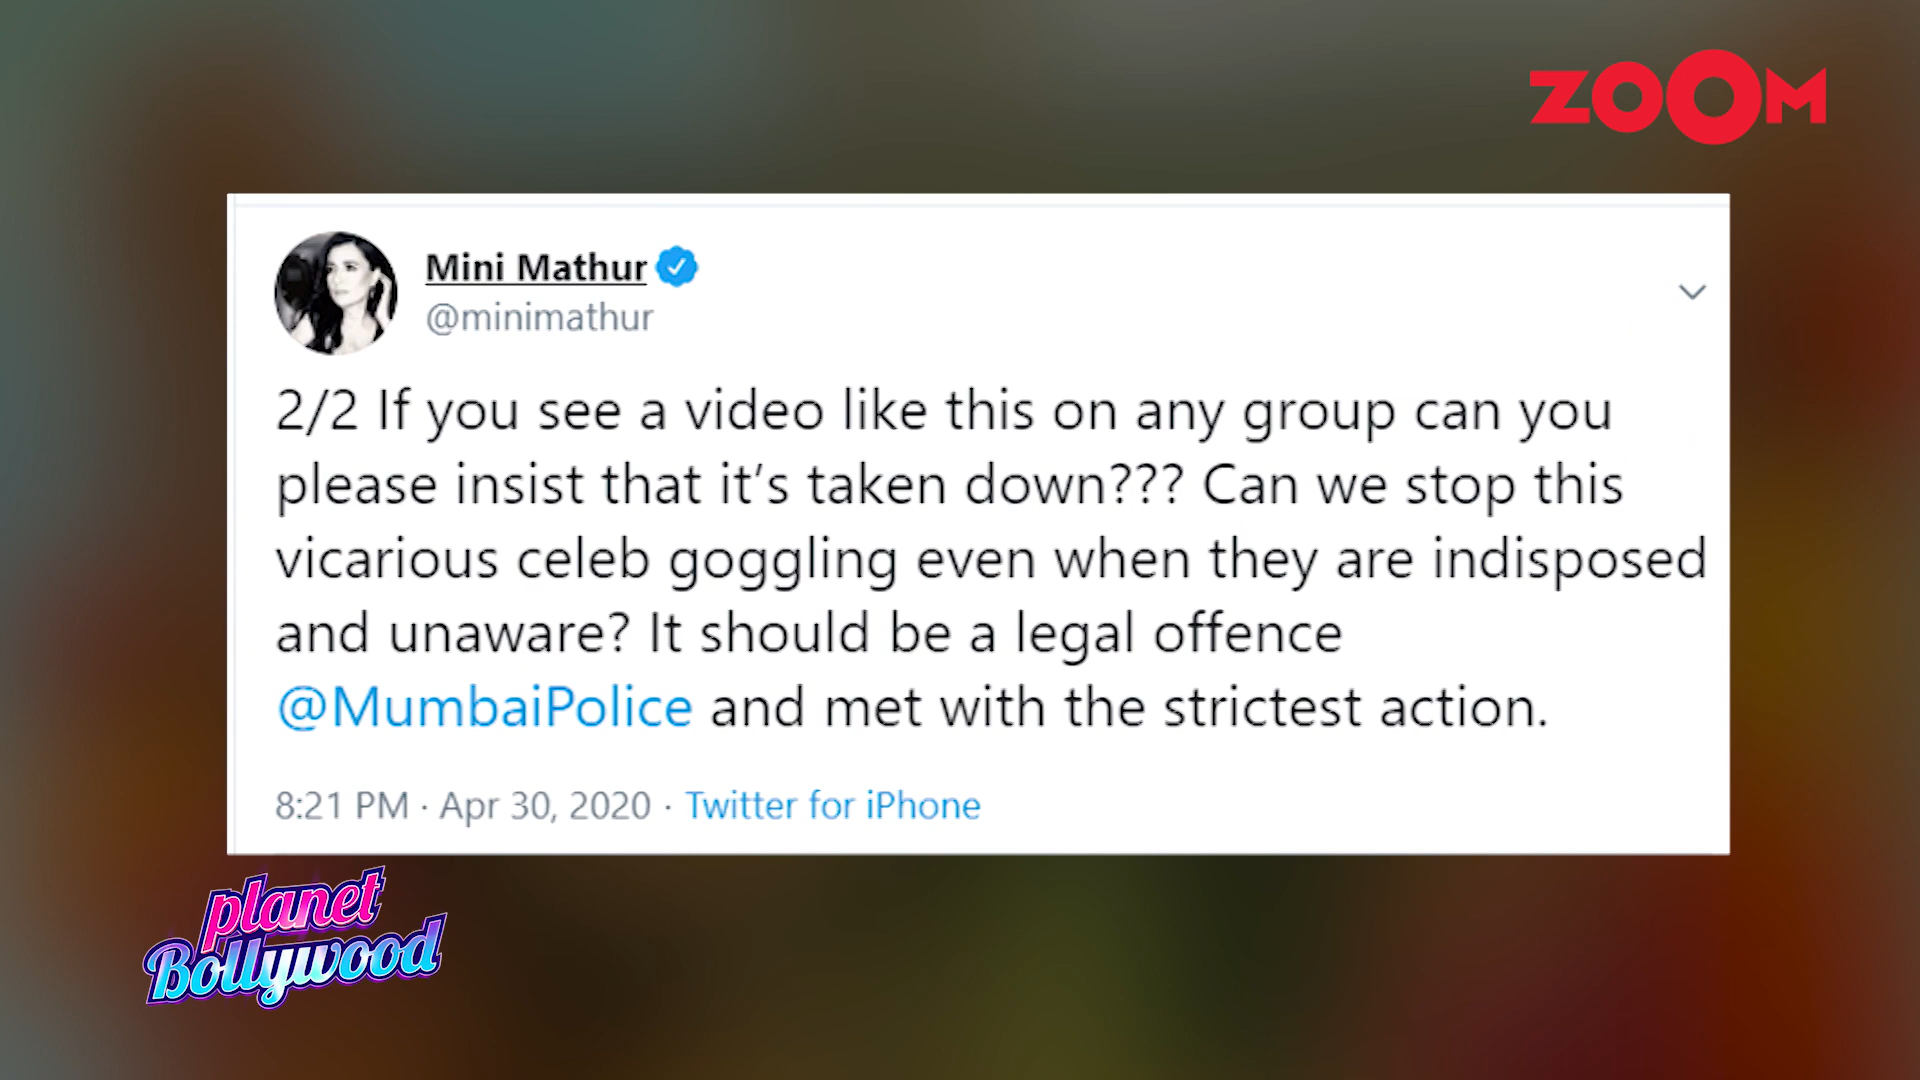 ZOOM
Mini Mathur
@minimathur
2/2 If you see a video like this on any group can you
please insist that it's taken down??? Can we stop this
vicarious celeb goggling even when they are indisposed
and unaware? It should be a legal offence
@MumbaiPolice and met with the strictest action.
8:21 PM · Apr 30, 2020 · Twitter for iPhone
planet
Bollywood